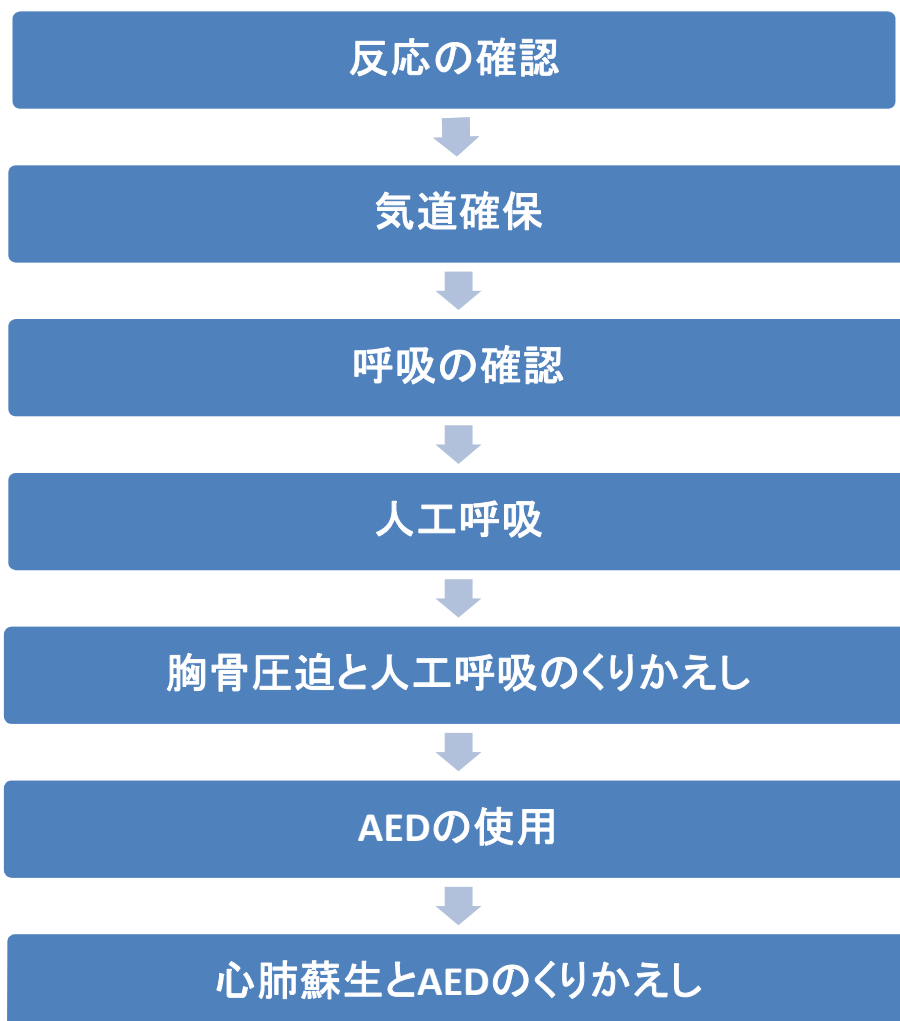 反応の確認
気道確保
呼吸の確認
人工呼吸
胸骨圧迫と人工呼吸のくりかえし
AEDの使用
心肺蘇生とAEDのくりかえし